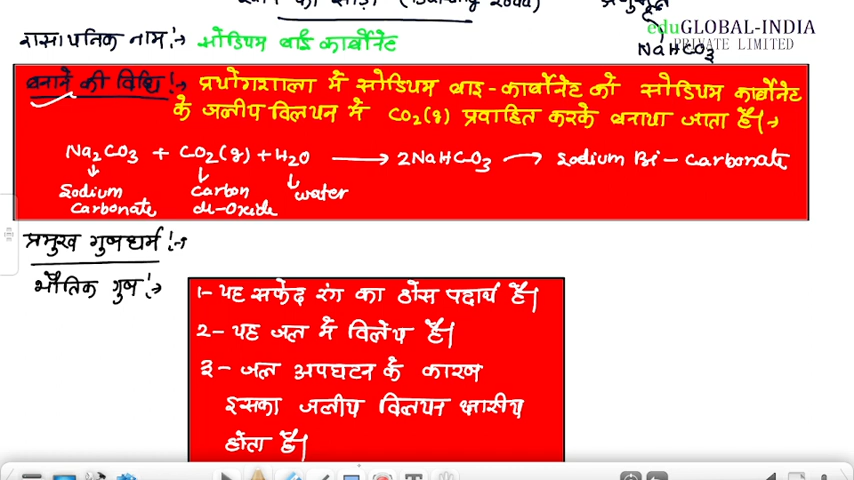 (Baking Soda)
eduGLOBAL-INDIA
PRIVATE LIMITED
रासायनिक नाम :- सोडियम बाई कार्बोनेट
NaHCO3
बनाने की विधि :- प्रयोगशाला में सोडियम बाइ-कार्बोनेट को सोडियम कार्बोनेट
के जलीय विलयन में CO2(g) प्रवाहित करके बनाया जाता है। :-
Na2CO3 + CO2(g) + H2O → 2NaHCO3 → Sodium Bi-Carbonate
Sodium Carbonate
Carbon di-oxide
water
प्रमुख गुणधर्म :-
भौतिक गुण :-
1- यह सफेद रंग का ठोस पदार्थ है।
2- यह जल में विलेय है।
3- जल अपघटन के कारण
इसका जलीय विलयन क्षारीय
होता है।